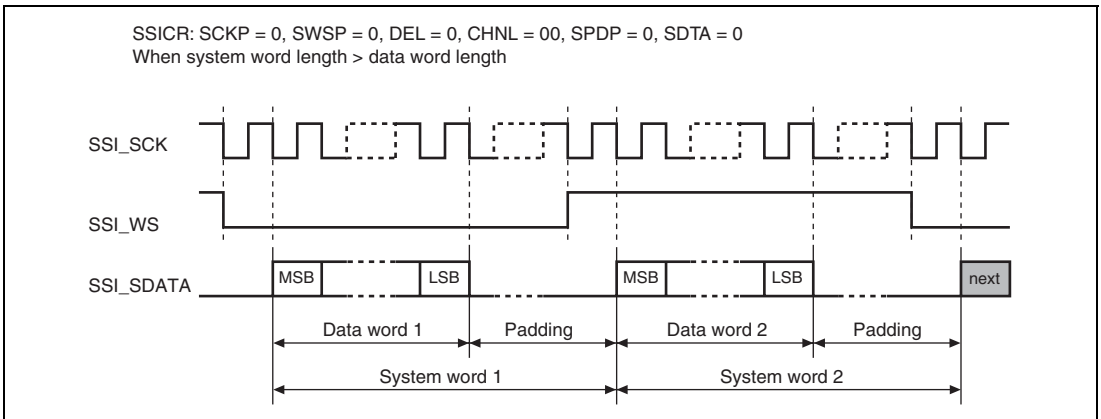 SSICR: SCKP = 0, SWSP = 0, DEL = 0, CHNL = 00, SPDP = 0, SDTA = 0
When system word length > data word length
SSI_SCK
SSI_WS
SSI_SDATA
MSB
LSB
MSB
LSB
next
Data word 1
Padding
Data word 2
Padding
System word 1
System word 2